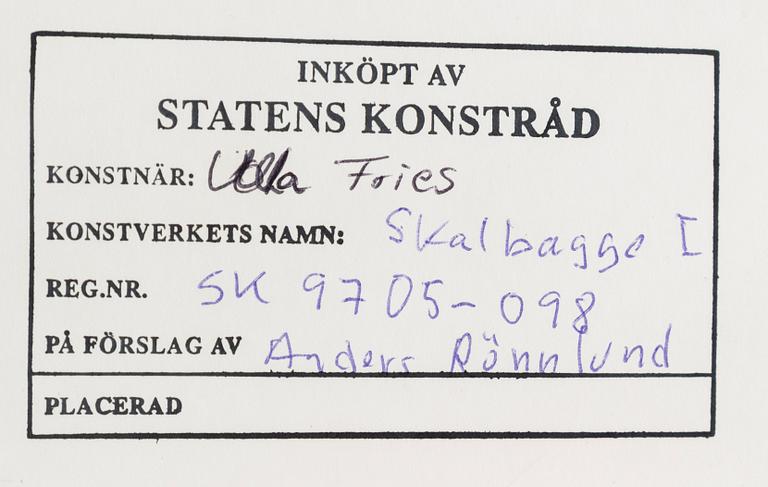 INKÖPT AV
STATENS KONSTRÅD
KONSTNÄR: Ulla Fries
KONSTVERKETS NAMN: Skalbagge I
REG.NR. SK 9705-098
PÅ FÖRSLAG AV Anders Rönnlund
PLACERAD